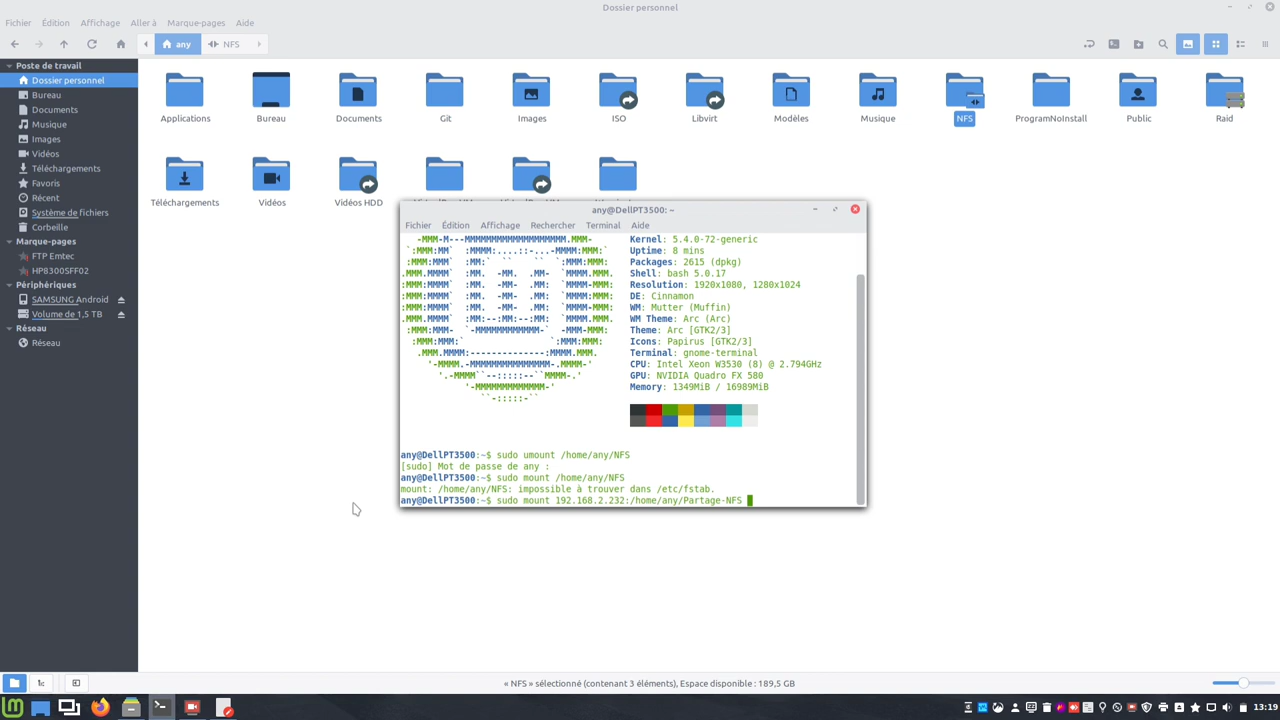 Dossier personnel
Fichier Édition Affichage Aller à Marque-pages Aide
any NFS
Poste de travail
Dossier personnel
Bureau
Documents
Musique
Images
Vidéos
Téléchargements
Favoris
Récent
Système de fichiers
Corbeille
Marque-pages
FTP Emtec
HP8300SFF02
Périphériques
SAMSUNG Android
Volume de 1,5 TB
Réseau
Réseau
Applications Bureau Documents Git Images ISO Libvirt Modèles Musique NFS ProgramNoInstall Public Raid
Téléchargements Vidéos Vidéos HDD
any@DellPT3500: ~
Fichier Édition Affichage Rechercher Terminal Aide
Kernel: 5.4.0-72-generic
Uptime: 8 mins
Packages: 2615 (dpkg)
Shell: bash 5.0.17
Resolution: 1920x1080, 1280x1024
DE: Cinnamon
WM: Mutter (Muffin)
WM Theme: Arc (Arc)
Theme: Arc [GTK2/3]
Icons: Papirus [GTK2/3]
Terminal: gnome-terminal
CPU: Intel Xeon W3530 (8) @ 2.794GHz
GPU: NVIDIA Quadro FX 580
Memory: 1349MiB / 16989MiB
any@DellPT3500:~$ sudo umount /home/any/NFS
[sudo] Mot de passe de any :
any@DellPT3500:~$ sudo mount /home/any/NFS
mount: /home/any/NFS: impossible à trouver dans /etc/fstab.
any@DellPT3500:~$ sudo mount 192.168.2.232:/home/any/Partage-NFS
« NFS » sélectionné (contenant 3 éléments), Espace disponible : 189,5 GB
13:19